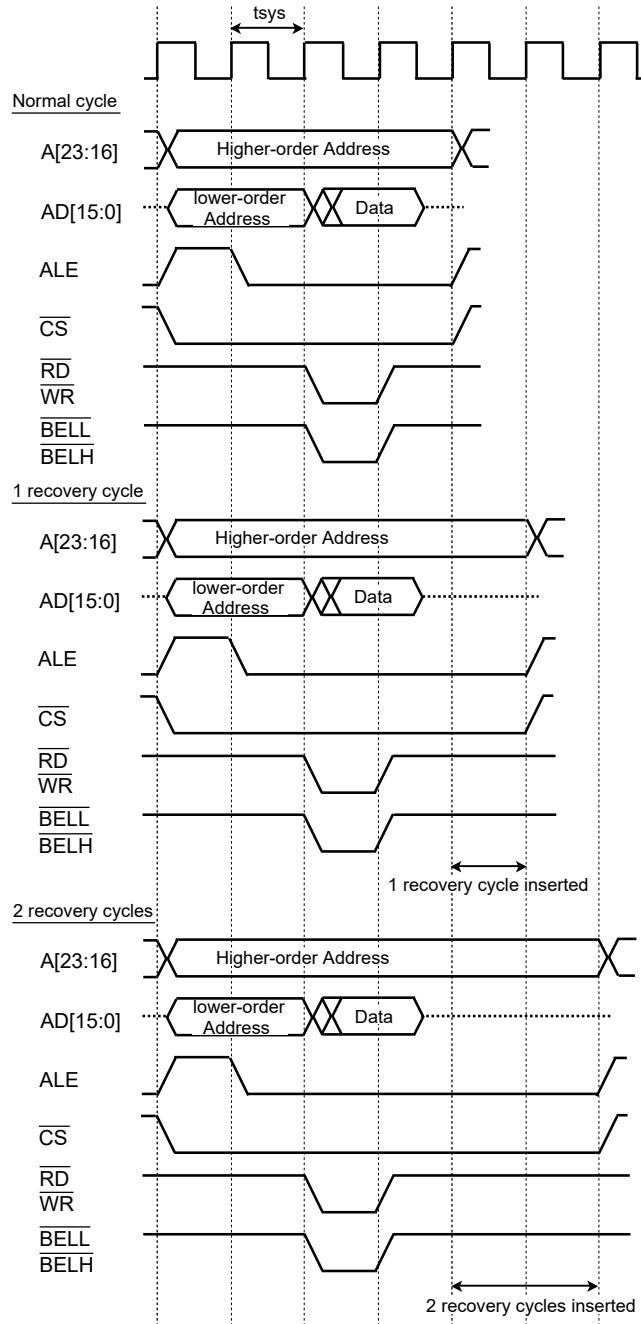 tsys
Normal cycle
A[23:16]
Higher-order Address
AD[15:0]
lower-order
Address
Data
ALE
CS
RD
WR
BELL
BELH
1 recovery cycle
A[23:16]
Higher-order Address
AD[15:0]
lower-order
Address
Data
ALE
CS
RD
WR
BELL
BELH
1 recovery cycle inserted
2 recovery cycles
A[23:16]
Higher-order Address
AD[15:0]
lower-order
Address
Data
ALE
CS
RD
WR
BELL
BELH
2 recovery cycles inserted